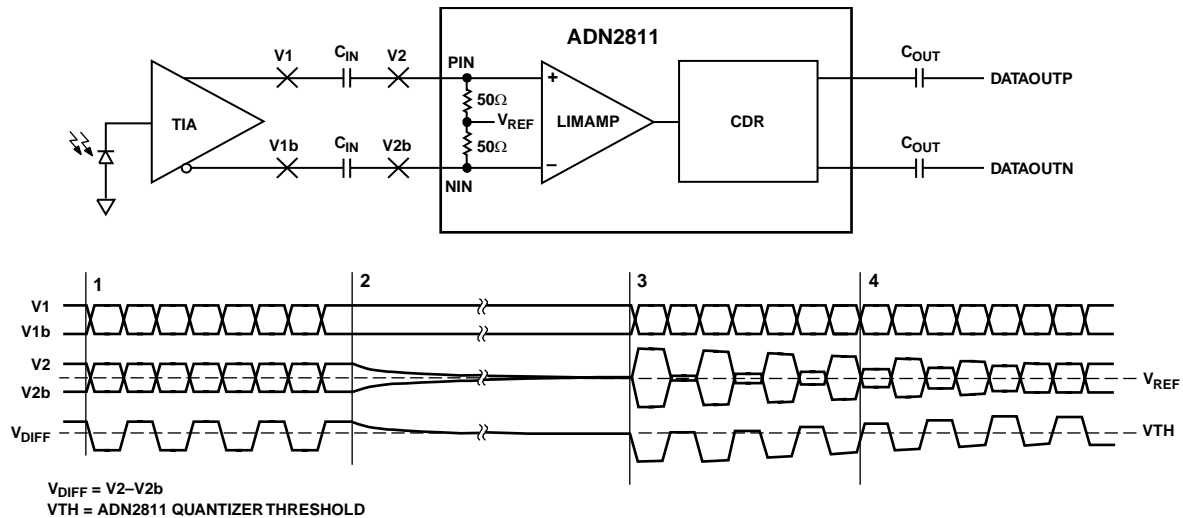 ADN2811
V1 CIN V2 PIN COUT DATAOUTP
50Ω
TIA VREF LIMAMP CDR
50Ω
V1b CIN V2b NIN COUT DATAOUTN
+
–
1 2 3 4
V1
V1b
V2
VREF
V2b
VDIFF VTH
VDIFF = V2–V2b
VTH = ADN2811 QUANTIZER THRESHOLD